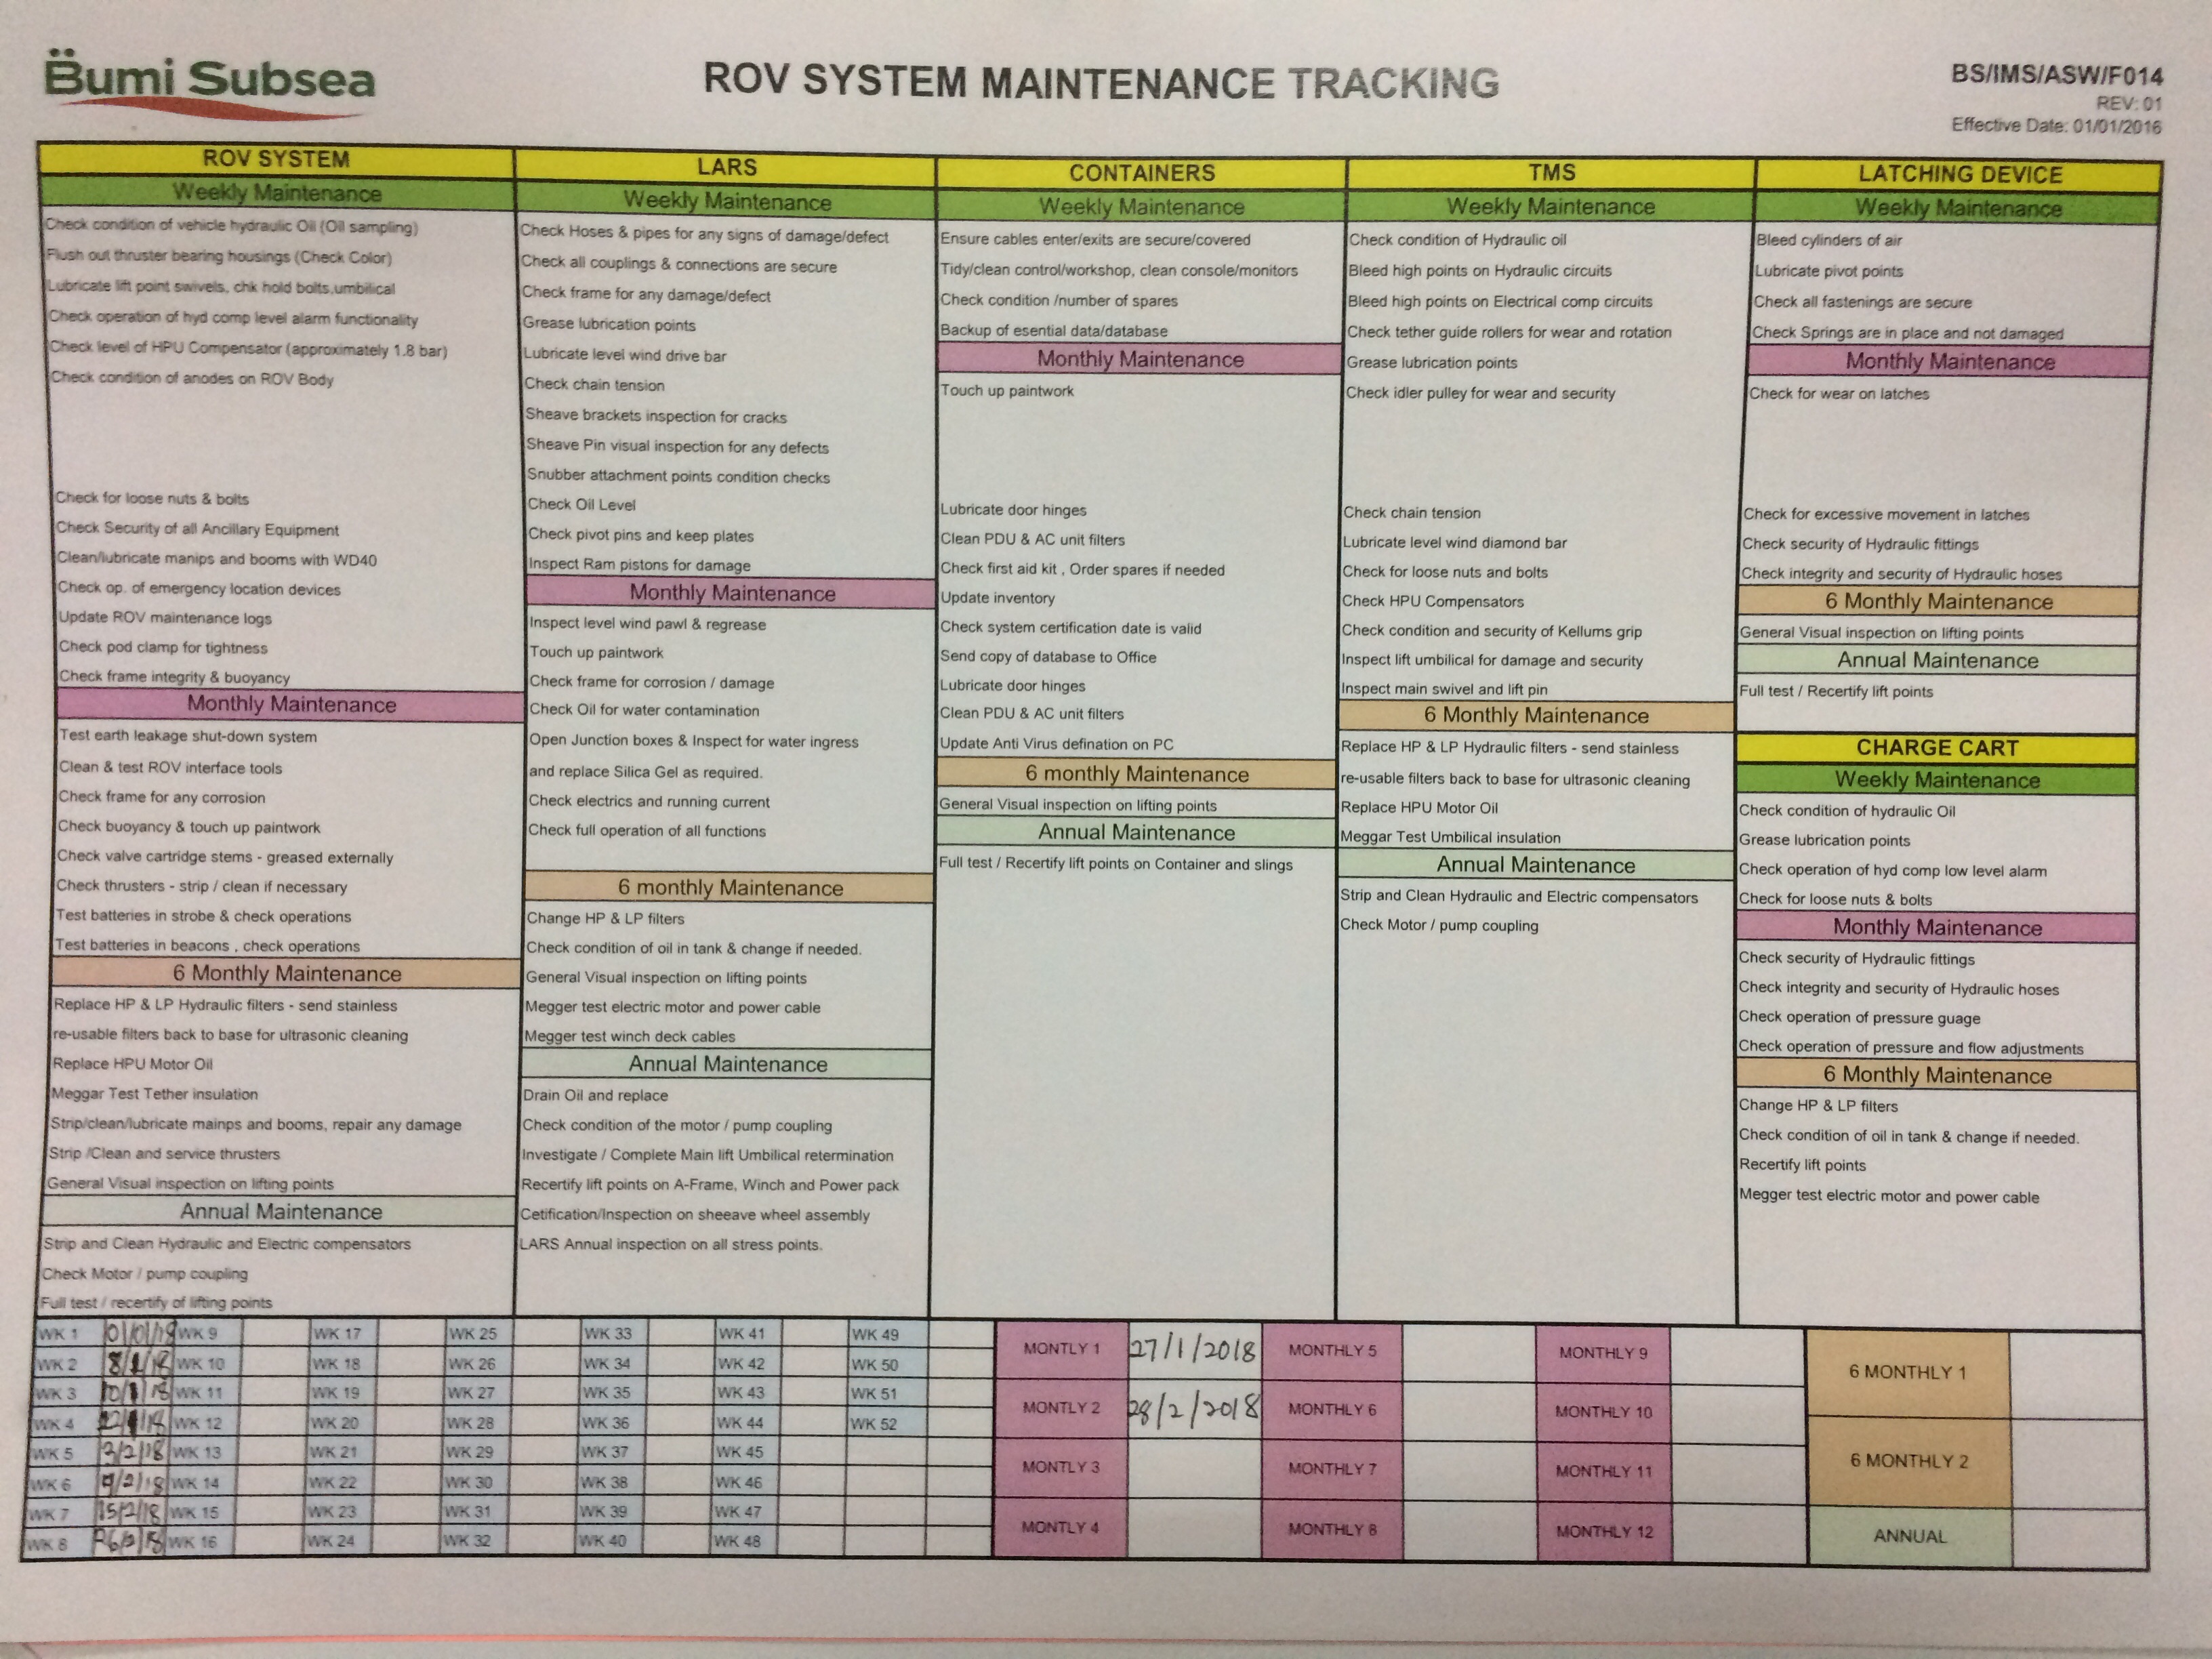 Bumi Subsea
ROV SYSTEM MAINTENANCE TRACKING
BS/IMS/ASW/F014
REV: 01
Effective Date: 01/01/2016
ROV SYSTEM
Weekly Maintenance
Check condition of vehicle hydraulic Oil (Oil sampling)
Flush out thruster bearing housings (Check Color)
Lubricate lift point swivels, chk hold bolts,umbilical
Check operation of hyd comp level alarm functionality
Check level of HPU Compensator (approximately 1.8 bar)
Check condition of anodes on ROV Body
Check for loose nuts & bolts
Check Security of all Ancillary Equipment
Clean/lubricate manips and booms with WD40
Check op. of emergency location devices
Update ROV maintenance logs
Check pod clamp for tightness
Check frame integrity & buoyancy
Monthly Maintenance
Test earth leakage shut-down system
Clean & test ROV interface tools
Check frame for any corrosion
Check buoyancy & touch up paintwork
Check valve cartridge stems - greased externally
Check thrusters - strip / clean if necessary
Test batteries in strobe & check operations
Test batteries in beacons , check operations
6 Monthly Maintenance
Replace HP & LP Hydraulic filters - send stainless
re-usable filters back to base for ultrasonic cleaning
Replace HPU Motor Oil
Meggar Test Tether insulation
Strip/clean/lubricate mainps and booms, repair any damage
Strip /Clean and service thrusters
General Visual inspection on lifting points
Annual Maintenance
Strip and Clean Hydraulic and Electric compensators
Check Motor / pump coupling
Full test / recertify of lifting points
LARS
Weekly Maintenance
Check Hoses & pipes for any signs of damage/defect
Check all couplings & connections are secure
Check frame for any damage/defect
Grease lubrication points
Lubricate level wind drive bar
Check chain tension
Sheave brackets inspection for cracks
Sheave Pin visual inspection for any defects
Snubber attachment points condition checks
Check Oil Level
Check pivot pins and keep plates
Inspect Ram pistons for damage
Monthly Maintenance
Inspect level wind pawl & regrease
Touch up paintwork
Check frame for corrosion / damage
Check Oil for water contamination
Open Junction boxes & Inspect for water ingress
and replace Silica Gel as required.
Check electrics and running current
Check full operation of all functions
6 monthly Maintenance
Change HP & LP filters
Check condition of oil in tank & change if needed.
General Visual inspection on lifting points
Megger test electric motor and power cable
Megger test winch deck cables
Annual Maintenance
Drain Oil and replace
Check condition of the motor / pump coupling
Investigate / Complete Main lift Umbilical retermination
Recertify lift points on A-Frame, Winch and Power pack
Cetification/Inspection on sheeave wheel assembly
LARS Annual inspection on all stress points.
CONTAINERS
Weekly Maintenance
Ensure cables enter/exits are secure/covered
Tidy/clean control/workshop, clean console/monitors
Check condition /number of spares
Backup of esential data/database
Monthly Maintenance
Touch up paintwork
Lubricate door hinges
Clean PDU & AC unit filters
Check first aid kit , Order spares if needed
Update inventory
Check system certification date is valid
Send copy of database to Office
Lubricate door hinges
Clean PDU & AC unit filters
Update Anti Virus defination on PC
6 monthly Maintenance
General Visual inspection on lifting points
Annual Maintenance
Full test / Recertify lift points on Container and slings
TMS
Weekly Maintenance
Check condition of Hydraulic oil
Bleed high points on Hydraulic circuits
Bleed high points on Electrical comp circuits
Check tether guide rollers for wear and rotation
Grease lubrication points
Check idler pulley for wear and security
Check chain tension
Lubricate level wind diamond bar
Check for loose nuts and bolts
Check HPU Compensators
Check condition and security of Kellums grip
Inspect lift umbilical for damage and security
Inspect main swivel and lift pin
6 Monthly Maintenance
Replace HP & LP Hydraulic filters - send stainless
re-usable filters back to base for ultrasonic cleaning
Replace HPU Motor Oil
Meggar Test Umbilical insulation
Annual Maintenance
Strip and Clean Hydraulic and Electric compensators
Check Motor / pump coupling
LATCHING DEVICE
Weekly Maintenance
Bleed cylinders of air
Lubricate pivot points
Check all fastenings are secure
Check Springs are in place and not damaged
Monthly Maintenance
Check for wear on latches
Check for excessive movement in latches
Check security of Hydraulic fittings
Check integrity and security of Hydraulic hoses
6 Monthly Maintenance
General Visual inspection on lifting points
Annual Maintenance
Full test / Recertify lift points
CHARGE CART
Weekly Maintenance
Check condition of hydraulic Oil
Grease lubrication points
Check operation of hyd comp low level alarm
Check for loose nuts & bolts
Monthly Maintenance
Check security of Hydraulic fittings
Check integrity and security of Hydraulic hoses
Check operation of pressure guage
Check operation of pressure and flow adjustments
6 Monthly Maintenance
Change HP & LP filters
Check condition of oil in tank & change if needed.
Recertify lift points
Megger test electric motor and power cable
WK 1 WK 9 WK 17 WK 25 WK 33 WK 41 WK 49
WK 2 WK 10 WK 18 WK 26 WK 34 WK 42 WK 50
WK 3 WK 11 WK 19 WK 27 WK 35 WK 43 WK 51
WK 4 WK 12 WK 20 WK 28 WK 36 WK 44 WK 52
WK 5 WK 13 WK 21 WK 29 WK 37 WK 45
WK 6 WK 14 WK 22 WK 30 WK 38 WK 46
WK 7 15/2/18 WK 15 WK 23 WK 31 WK 39 WK 47
WK 8 WK 16 WK 24 WK 32 WK 40 WK 48
MONTLY 1 27/1/2018 MONTHLY 5 MONTHLY 9
MONTLY 2 28/2/2018 MONTHLY 6 MONTHLY 10
MONTLY 3 MONTHLY 7 MONTHLY 11
MONTLY 4 MONTHLY 8 MONTHLY 12
6 MONTHLY 1
6 MONTHLY 2
ANNUAL